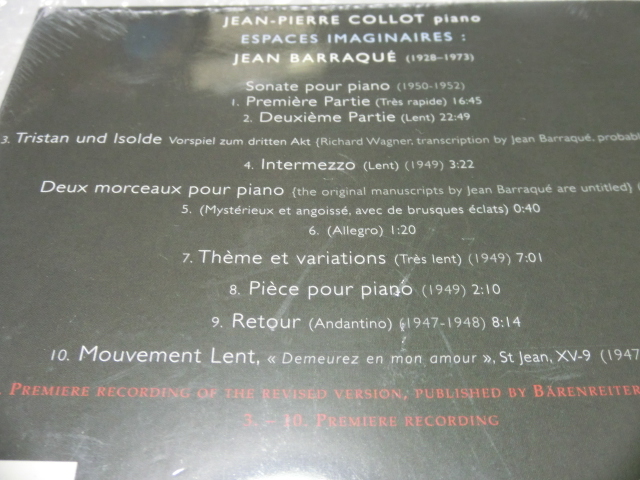 JEAN-PIERRE COLLOT piano
ESPACES IMAGINAIRES :
JEAN BARRAQUÉ (1928–1973)
Sonate pour piano (1950-1952)
1. Première Partie (Très rapide) 16:45
2. Deuxième Partie (Lent) 22:49
3. Tristan und Isolde Vorspiel zum dritten Akt (Richard Wagner, transcription by Jean Barraqué,
4. Intermezzo (Lent) (1949) 3:22
Deux morceaux pour piano {the original manuscripts by Jean Barraqué are untitled} (
5. (Mystérieux et angoissé, avec de brusques éclats) 0:40
6. (Allegro) 1:20
7. Thème et variations (Très lent) (1949) 7:01
8. Pièce pour piano (1949) 2:10
9. Retour (Andantino) (1947-1948) 8:14
10. Mouvement Lent, « Demeurez en mon amour », St Jean, XV-9 (1947
. PREMIERE RECORDING OF THE REVISED VERSION, PUBLISHED BY BÄRENREITER
3. – 10. PREMIERE RECORDING